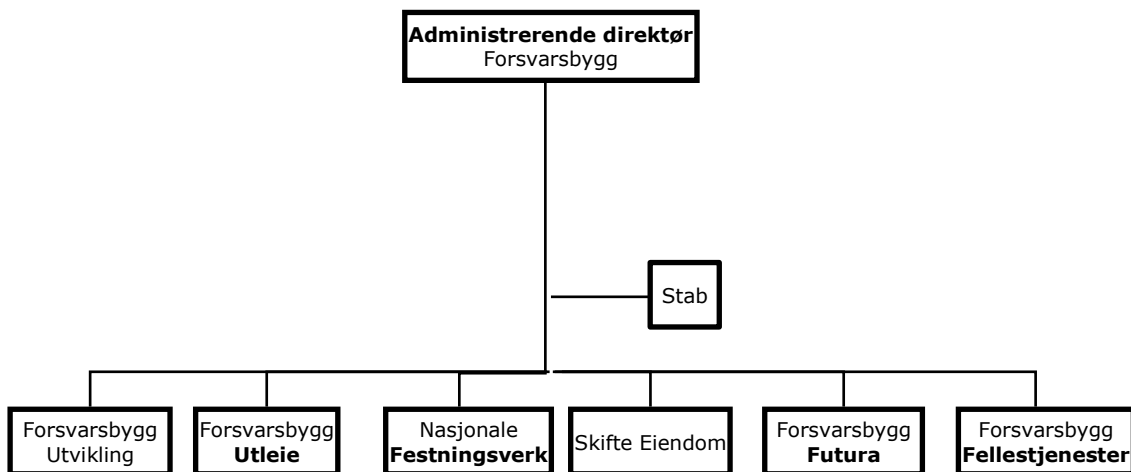 Administrerende direktør
Forsvarsbygg
Stab
Forsvarsbygg
Utvikling
Forsvarsbygg
Utleie
Nasjonale
Festningsverk
Skifte Eiendom
Forsvarsbygg
Futura
Forsvarsbygg
Fellestjenester